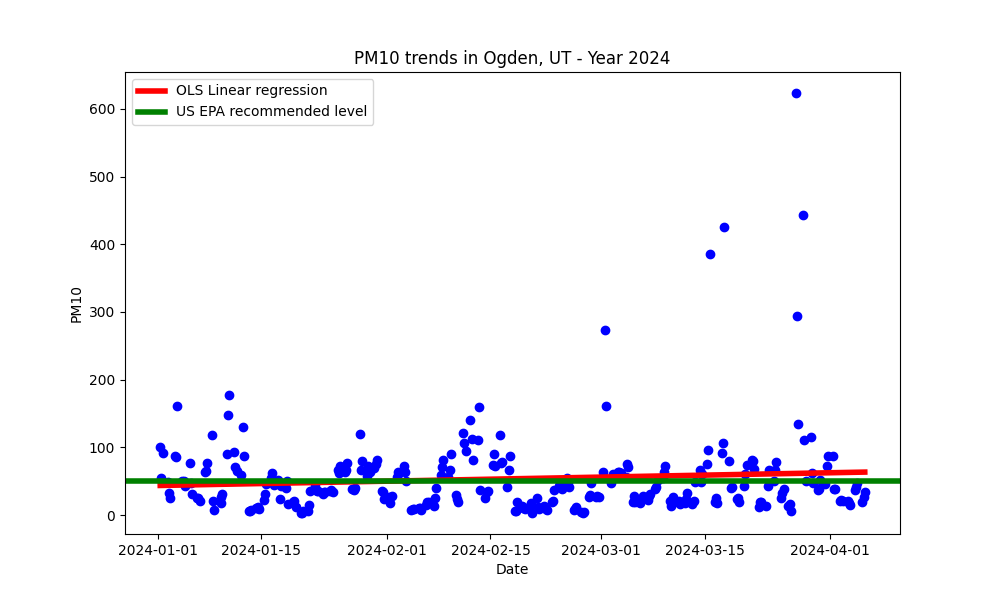 PM10 trends in Ogden, UT - Year 2024
OLS Linear regression
US EPA recommended level
600
500
400
300
200
100
0
PM10
2024-01-01 2024-01-15 2024-02-01 2024-02-15 2024-03-01 2024-03-15 2024-04-01
Date